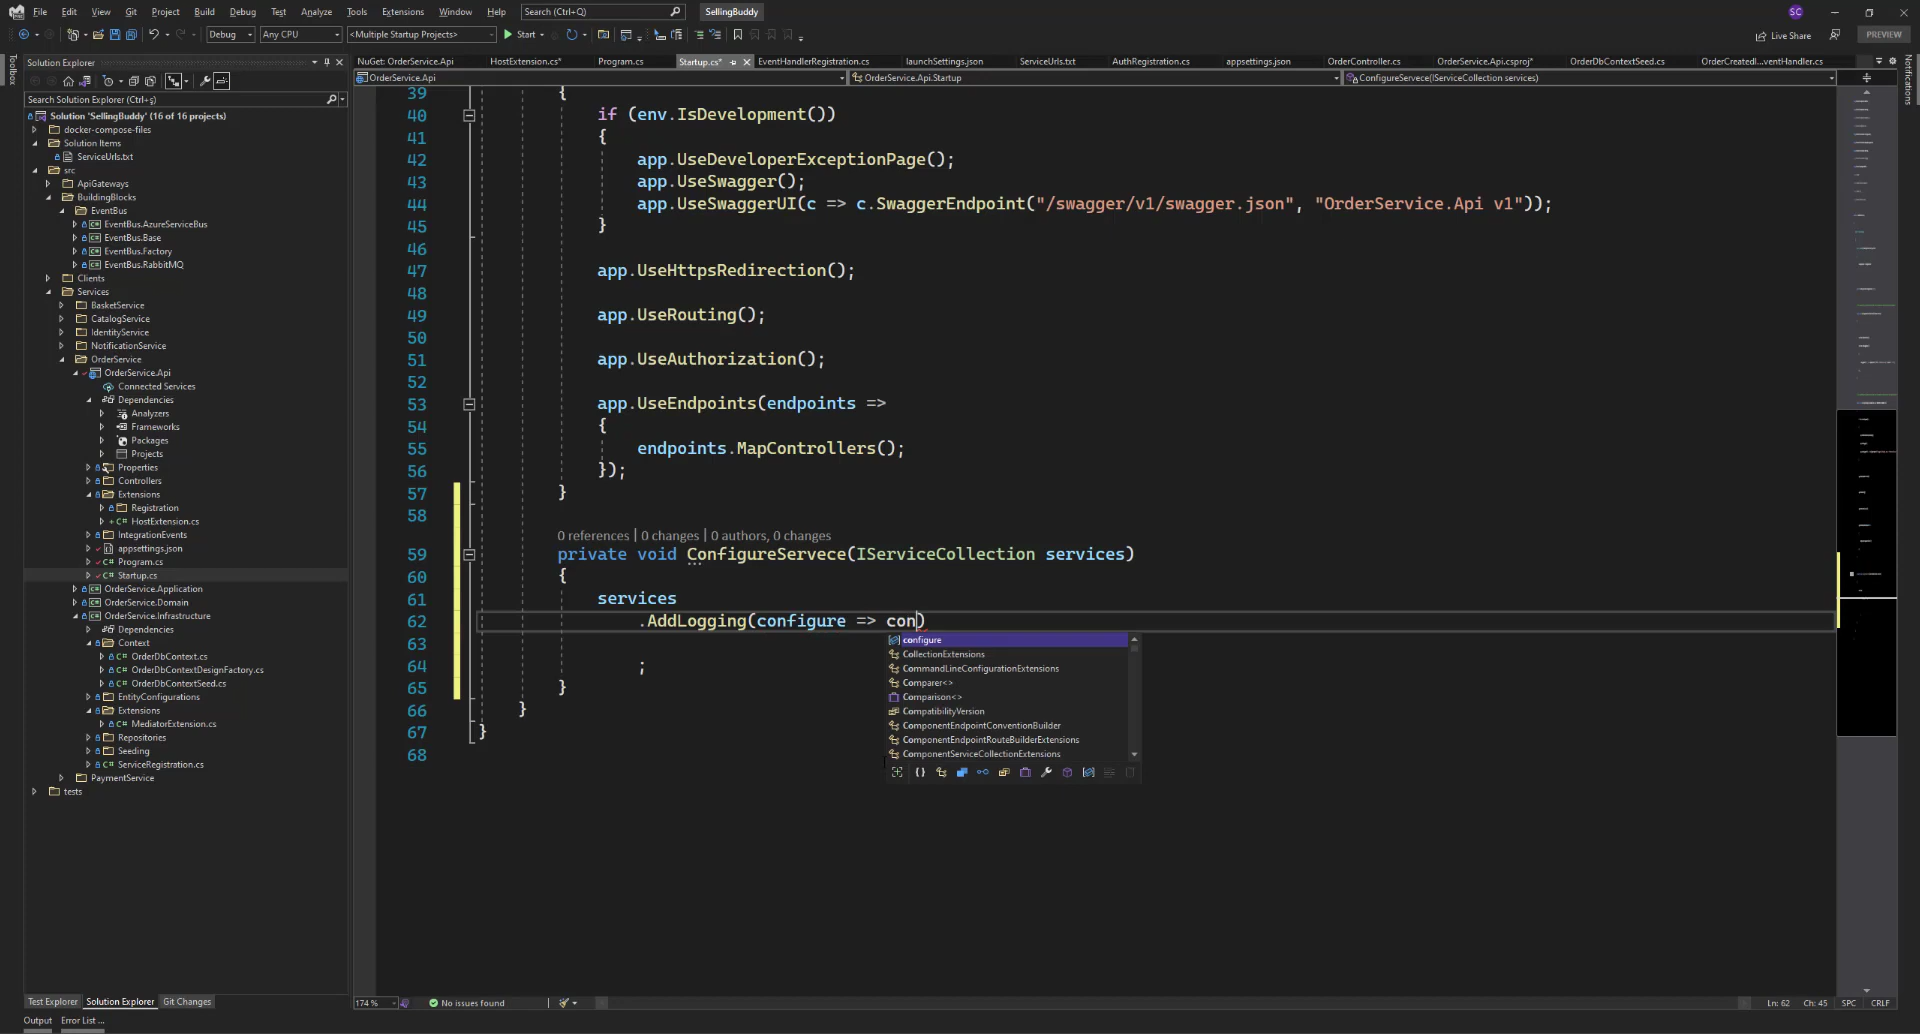 File Edit View Git Project Build Debug Test Analyze Tools Extensions Window Help Search (Ctrl+Q) SellingBuddy SC
Debug Any CPU <Multiple Startup Projects> Start Live Share PREVIEW
Toolbox
Solution Explorer
Search Solution Explorer (Ctrl+ş)
Solution 'SellingBuddy' (16 of 16 projects)
docker-compose-files
Solution Items
ServiceUrls.txt
src
ApiGateways
BuildingBlocks
EventBus
EventBus.AzureServiceBus
EventBus.Base
EventBus.Factory
EventBus.RabbitMQ
Clients
Services
BasketService
CatalogService
IdentityService
NotificationService
OrderService
OrderService.Api
Connected Services
Dependencies
Analyzers
Frameworks
Packages
Projects
Properties
Controllers
Extensions
Registration
HostExtension.cs
IntegrationEvents
appsettings.json
Program.cs
Startup.cs
OrderService.Application
OrderService.Domain
OrderService.Infrastructure
Dependencies
Context
OrderDbContext.cs
OrderDbContextDesignFactory.cs
OrderDbContextSeed.cs
EntityConfigurations
Extensions
MediatorExtension.cs
Repositories
Seeding
ServiceRegistration.cs
PaymentService
tests
Test Explorer Solution Explorer Git Changes
Output Error List ...
NuGet: OrderService.Api HostExtension.cs* Program.cs Startup.cs* EventHandlerRegistration.cs launchSettings.json ServiceUrls.txt AuthRegistration.cs appsettings.json OrderController.cs OrderService.Api.csproj* OrderDbContextSeed.cs OrderCreatedI...ventHandler.cs
OrderService.Api OrderService.Api.Startup ConfigureServece(IServiceCollection services)
39 {
40 if (env.IsDevelopment())
41 {
42 app.UseDeveloperExceptionPage();
43 app.UseSwagger();
44 app.UseSwaggerUI(c => c.SwaggerEndpoint("/swagger/v1/swagger.json", "OrderService.Api v1"));
45 }
46
47 app.UseHttpsRedirection();
48
49 app.UseRouting();
50
51 app.UseAuthorization();
52
53 app.UseEndpoints(endpoints =>
54 {
55 endpoints.MapControllers();
56 });
57 }
58
0 references | 0 changes | 0 authors, 0 changes
59 private void ConfigureServece(IServiceCollection services)
60 {
61 services
62 .AddLogging(configure => con)
63
64 ;
65 }
66 }
67 }
68
configure
CollectionExtensions
CommandLineConfigurationExtensions
Comparer<>
Comparison<>
CompatibilityVersion
ComponentEndpointConventionBuilder
ComponentEndpointRouteBuilderExtensions
ComponentServiceCollectionExtensions
174 % No issues found Ln: 62 Ch: 45 SPC CRLF
Notifications